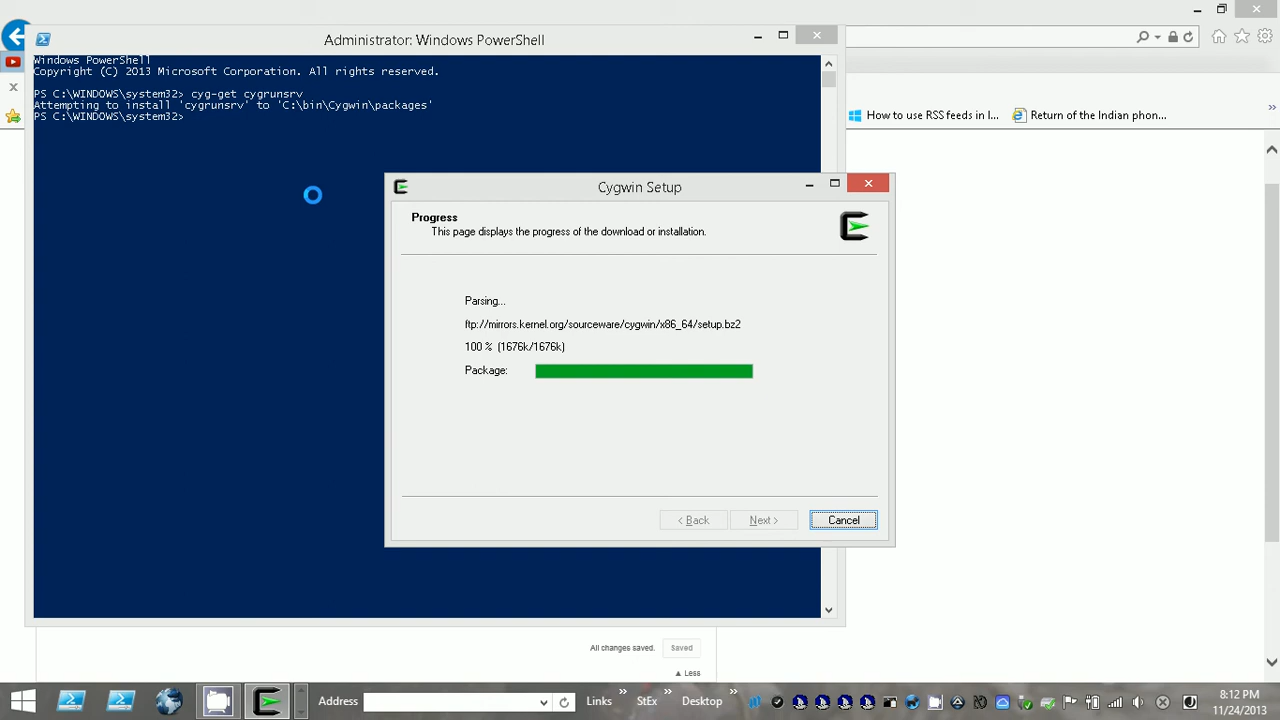 Administrator: Windows PowerShell
Windows PowerShell
Copyright (C) 2013 Microsoft Corporation. All rights reserved.
PS C:\WINDOWS\system32> cyg-get cygrunsrv
Attempting to install 'cygrunsrv' to 'C:\bin\Cygwin\packages'
PS C:\WINDOWS\system32>
How to use RSS feeds in I...
Return of the Indian phon...
Cygwin Setup
Progress
This page displays the progress of the download or installation.
Parsing...
ftp://mirrors.kernel.org/sourceware/cygwin/x86_64/setup.bz2
100 % (1676k/1676k)
Package:
< Back
Next >
Cancel
All changes saved.
Saved
▲ Less
Address
Links
StEx
Desktop
8:12 PM
11/24/2013